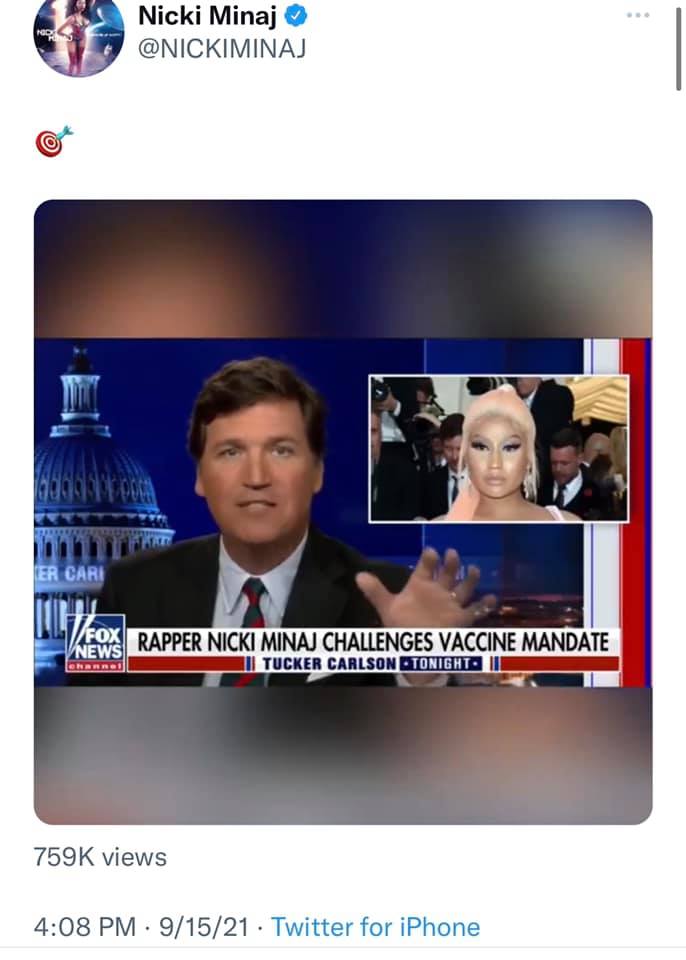 Nicki Minaj
@NICKIMINAJ
ER CARL
FOX
NEWS
channel
RAPPER NICKI MINAJ CHALLENGES VACCINE MANDATE
TUCKER CARLSON TONIGHT
759K views
4:08 PM · 9/15/21 · Twitter for iPhone